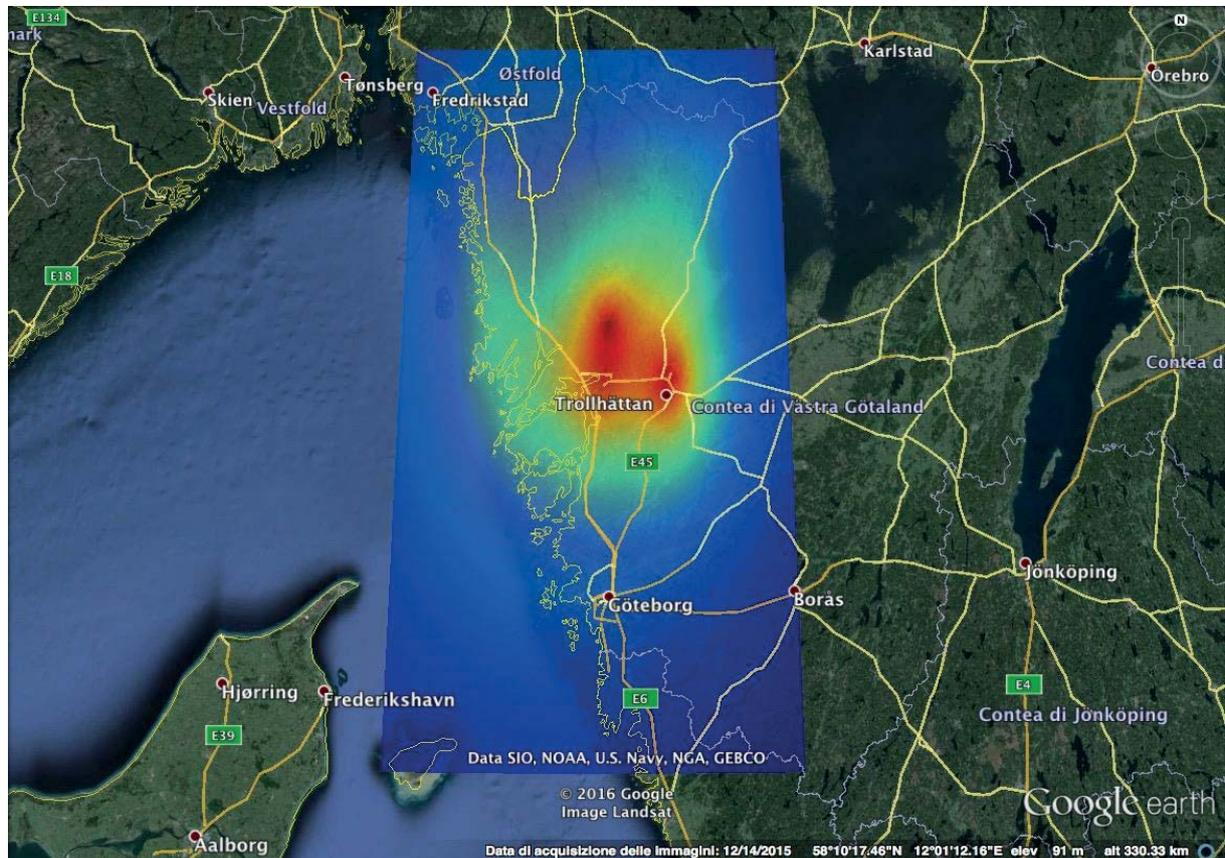 E134
mark
N
Karlstad
Örebro
Østfold
Tønsberg
Fredrikstad
Skien
Vestfold
E18
Contea d
Trollhättan
Contea di Västra Götaland
E45
Jönköping
Göteborg
Borås
Hjørring
Frederikshavn
E6
E4
E39
Contea di Jönköping
Data SIO, NOAA, U.S. Navy, NGA, GEBCO
© 2016 Google
Image Landsat
Google earth
Aalborg
Data di acquisizione delle immagini: 12/14/2015 58°10'17.46"N 12°01'12.16"E elev 91 m alt 330.33 km